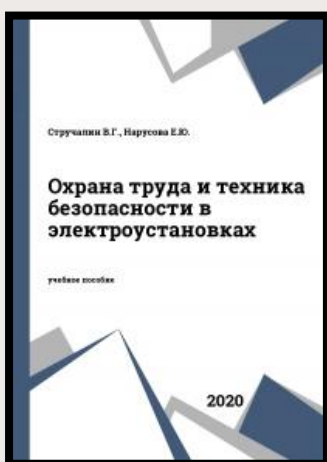 Стручалин В.Г., Нарусова Е.Ю.
Охрана труда и техника
безопасности в
электроустановках
учебное пособие
2020